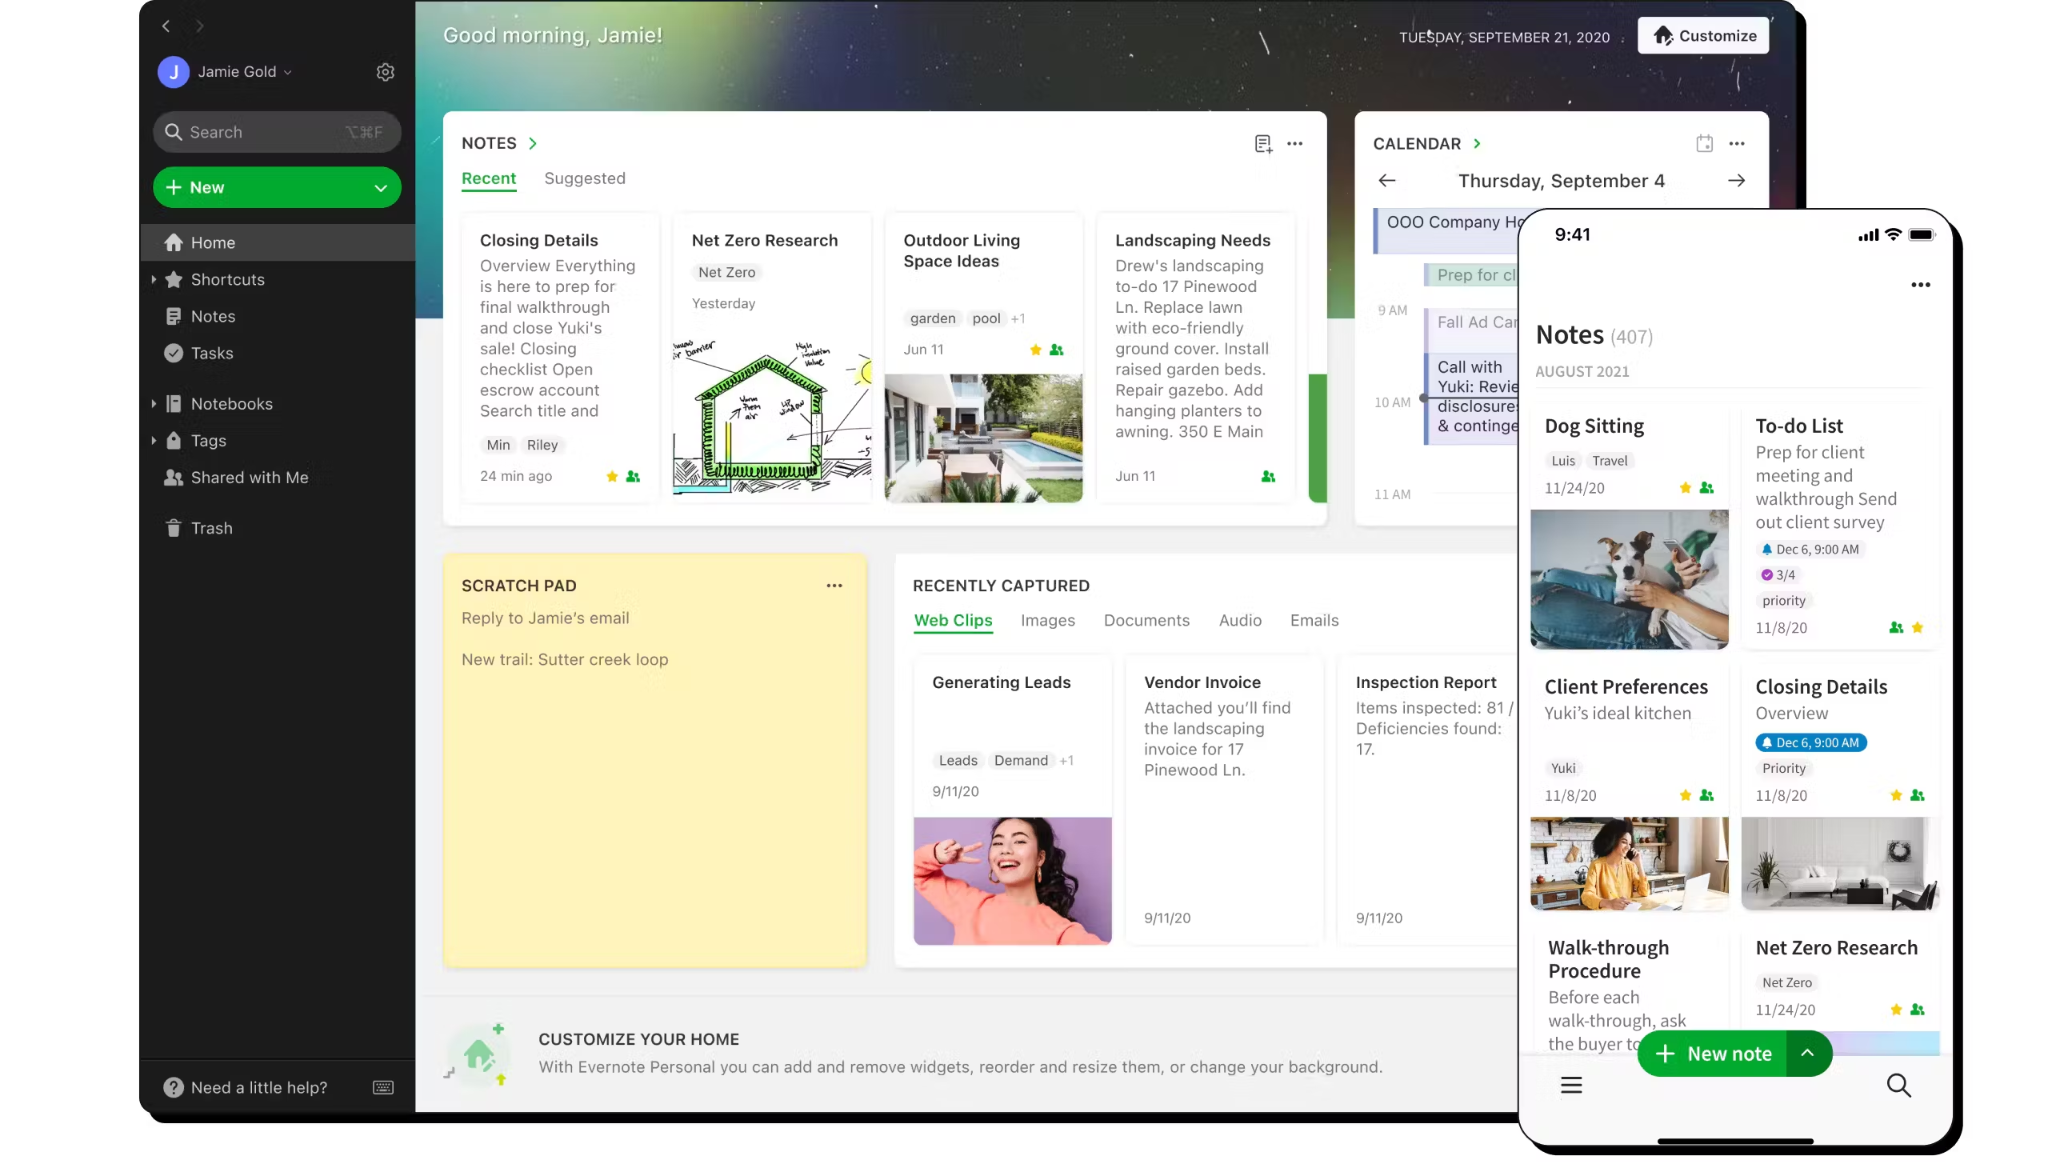 Good morning, Jamie!
TUESDAY, SEPTEMBER 21, 2020
Customize
J
Jamie Gold
Search
⌥⌘F
New
Home
Shortcuts
Notes
Tasks
Notebooks
Tags
Shared with Me
Trash
Need a little help?
NOTES
Recent
Suggested
Closing Details
Overview Everything
is here to prep for
final walkthrough
and close Yuki's
sale! Closing
checklist Open
escrow account
Search title and
Min
Riley
24 min ago
Net Zero Research
Net Zero
Yesterday
air barrier
High
insulation
value
Warm
fresh
air
window
Outdoor Living
Space Ideas
garden
pool
+1
Jun 11
Landscaping Needs
Drew's landscaping
to-do 17 Pinewood
Ln. Replace lawn
with eco-friendly
ground cover. Install
raised garden beds.
Repair gazebo. Add
hanging planters to
awning. 350 E Main
Jun 11
CALENDAR
Thursday, September 4
OOO Company Ho
Prep for cl
9 AM
Fall Ad Car
Call with
Yuki: Revie
10 AM
disclosures
& continge
11 AM
SCRATCH PAD
Reply to Jamie's email
New trail: Sutter creek loop
RECENTLY CAPTURED
Web Clips
Images
Documents
Audio
Emails
Generating Leads
Leads
Demand
+1
9/11/20
Vendor Invoice
Attached you'll find
the landscaping
invoice for 17
Pinewood Ln.
9/11/20
Inspection Report
Items inspected: 81 /
Deficiencies found:
17.
9/11/20
CUSTOMIZE YOUR HOME
With Evernote Personal you can add and remove widgets, reorder and resize them, or change your background.
9:41
Notes (407)
AUGUST 2021
Dog Sitting
Luis
Travel
11/24/20
To-do List
Prep for client
meeting and
walkthrough Send
out client survey
Dec 6, 9:00 AM
3/4
priority
11/8/20
Client Preferences
Yuki's ideal kitchen
Yuki
11/8/20
Closing Details
Overview
Dec 6, 9:00 AM
Priority
11/8/20
Walk-through
Procedure
Before each
walk-through, ask
the buyer to
Net Zero Research
Net Zero
11/24/20
New note